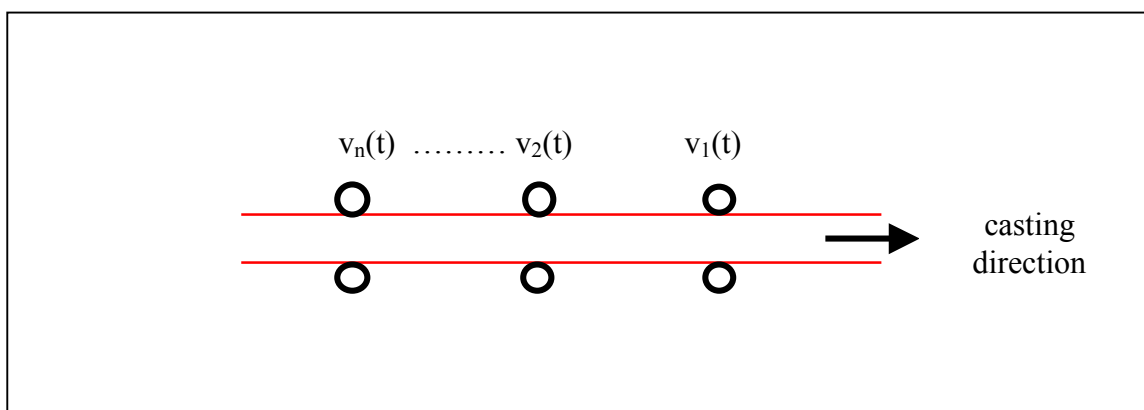 vₙ(t) ......... v₂(t) v₁(t)
casting
direction